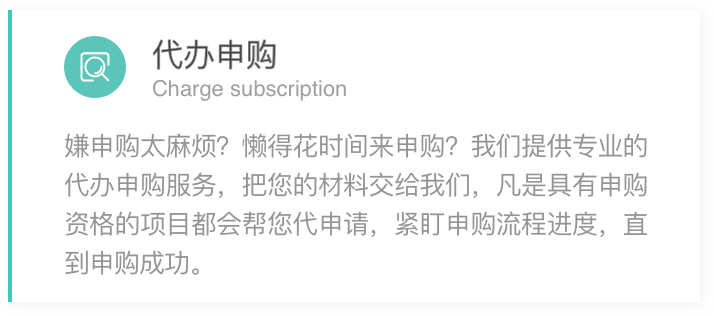 代办申购
Charge subscription
嫌申购太麻烦？懒得花时间来申购？我们提供专业的
代办申购服务，把您的材料交给我们，凡是具有申购
资格的项目都会帮您代申请，紧盯申购流程进度，直
到申购成功。